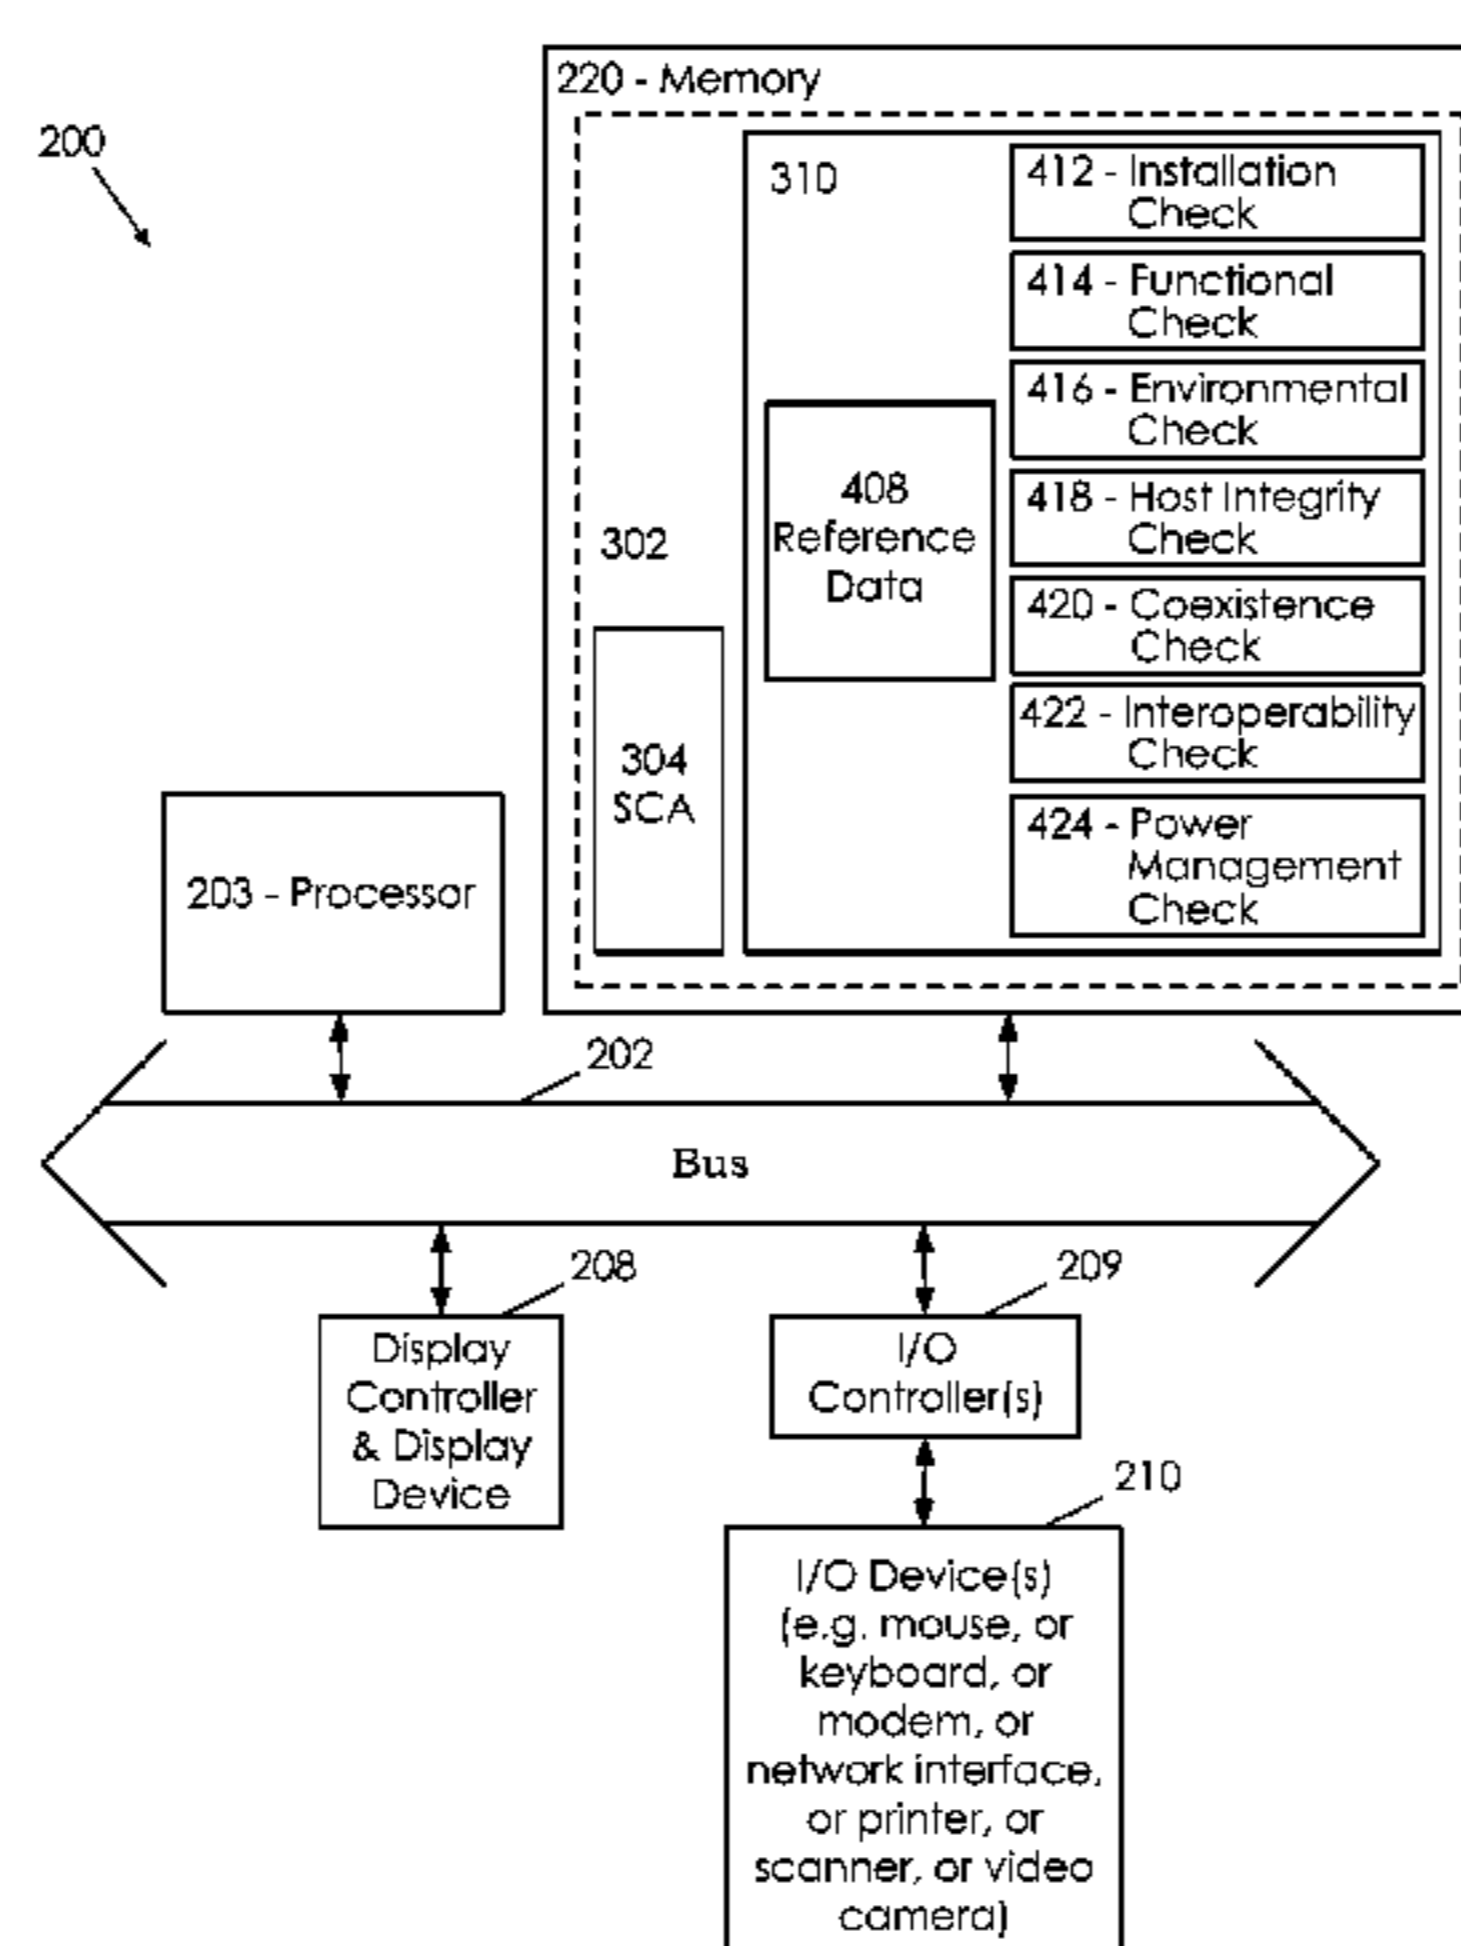 220 - Memory
200
310
412 - Installation
Check
414 - Functional
Check
416 - Environmental
Check
408
Reference
Data
418 - Host Integrity
Check
302
420 - Coexistence
Check
422 - Interoperability
Check
304
SCA
424 - Power
Management
Check
203 - Processor
202
Bus
208
209
Display
Controller
& Display
Device
I/O
Controller(s)
210
I/O Device(s)
(e.g. mouse, or
keyboard, or
modem, or
network interface,
or printer, or
scanner, or video
camera)